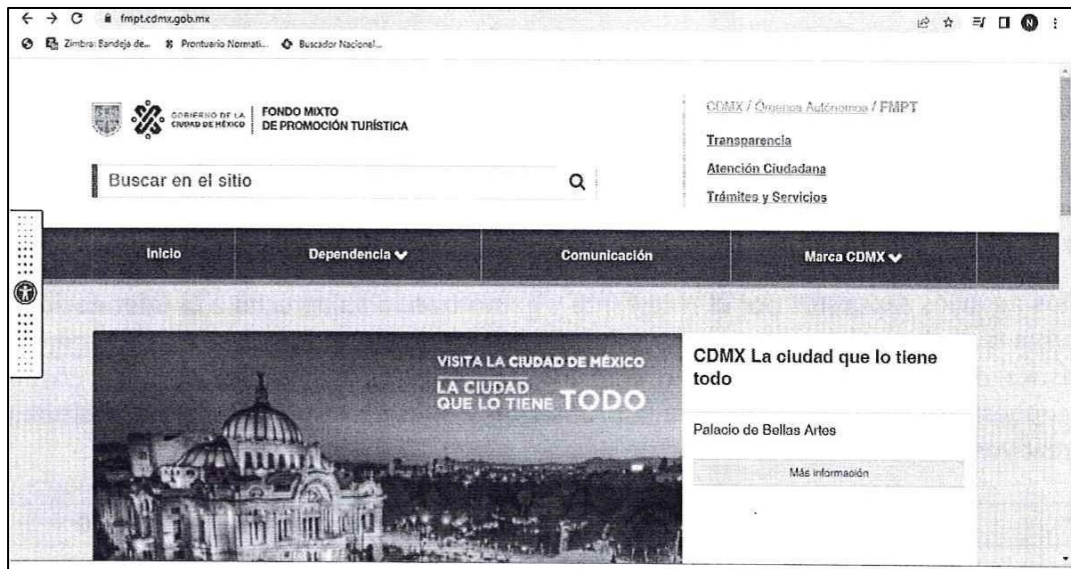 fmpt.cdmx.gob.mx
N
Zimbra: Bandeja de... Prontuario Normati... Buscador Nacional...
GOBIERNO DE LA
CIUDAD DE MÉXICO
FONDO MIXTO
DE PROMOCIÓN TURÍSTICA
CDMX / Órganos Autónomos / FMPT
Transparencia
Atención Ciudadana
Trámites y Servicios
Buscar en el sitio
Inicio Dependencia Comunicación Marca CDMX
VISITA LA CIUDAD DE MÉXICO
LA CIUDAD
QUE LO TIENE TODO
CDMX La ciudad que lo tiene
todo
Palacio de Bellas Artes
Más información